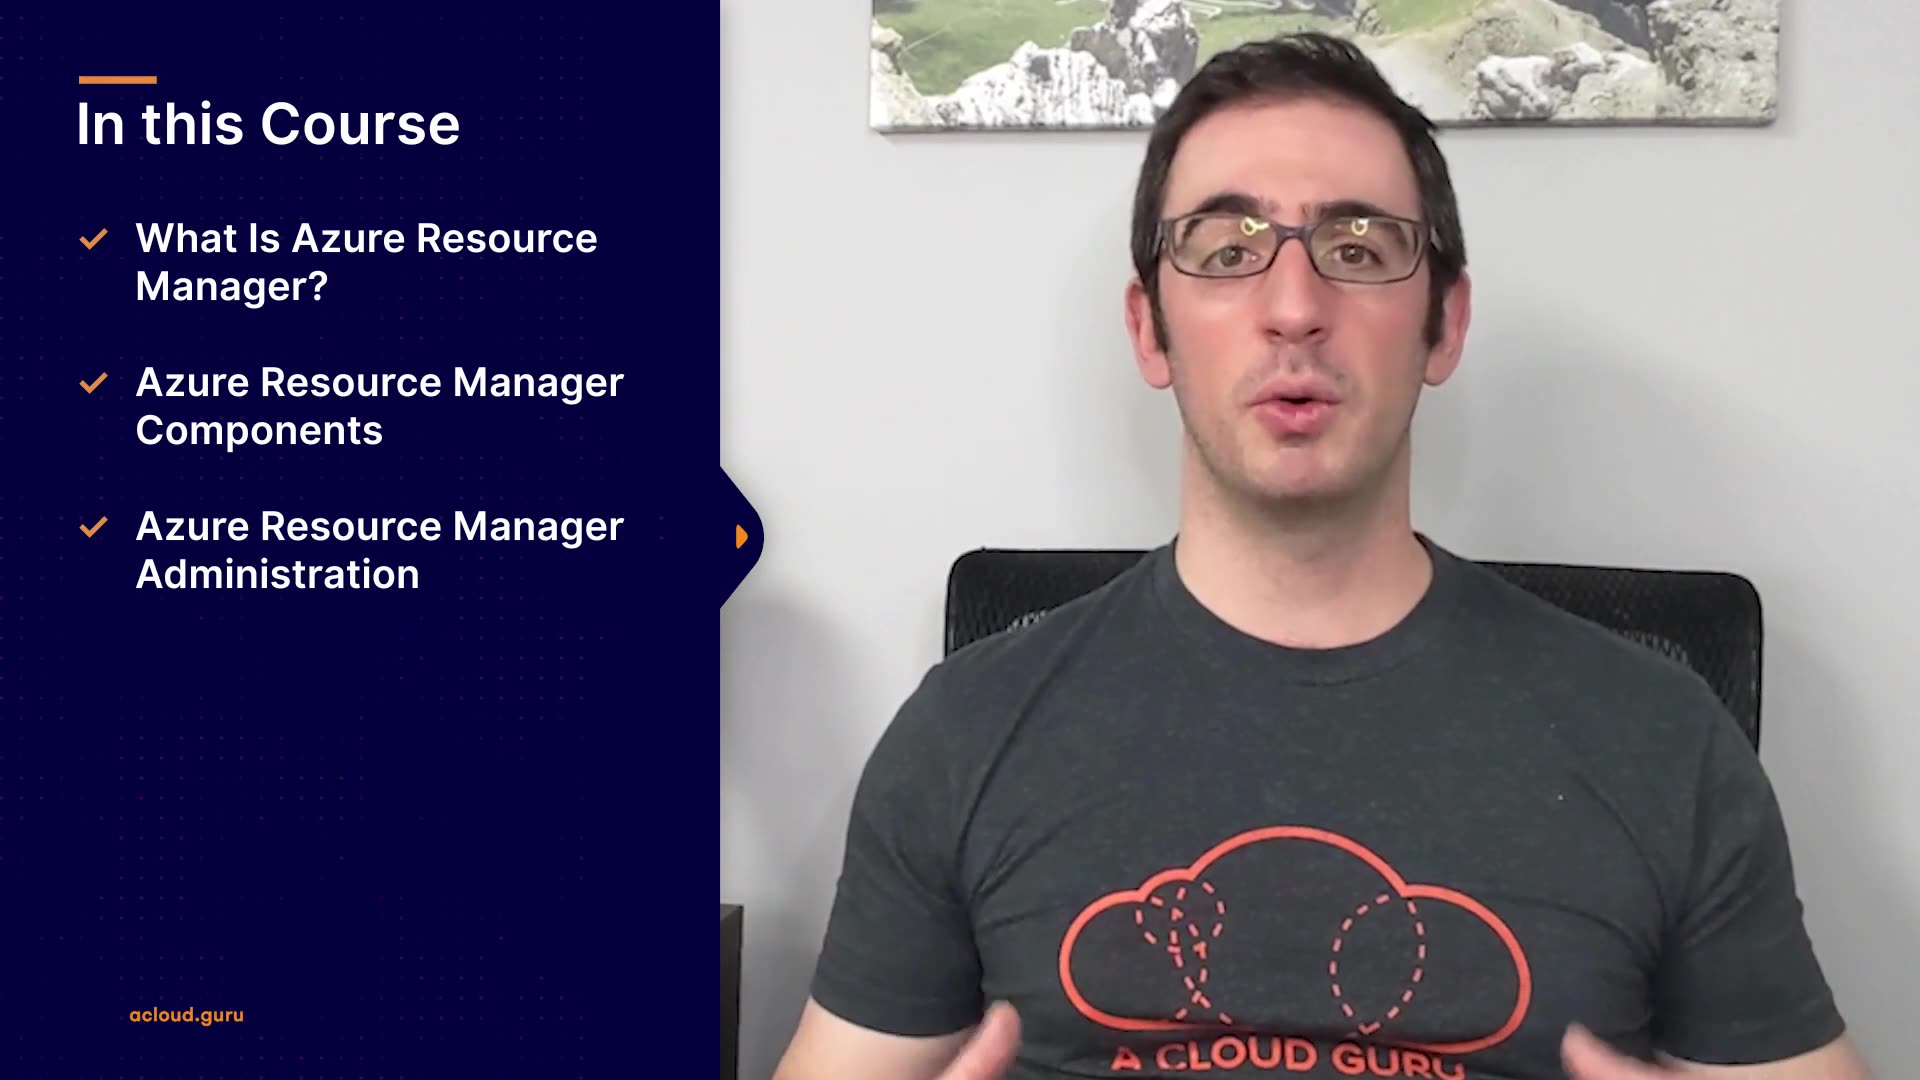 In this Course
What Is Azure Resource
Manager?
Azure Resource Manager
Components
Azure Resource Manager
Administration
acloud.guru
A CLOUD GURU